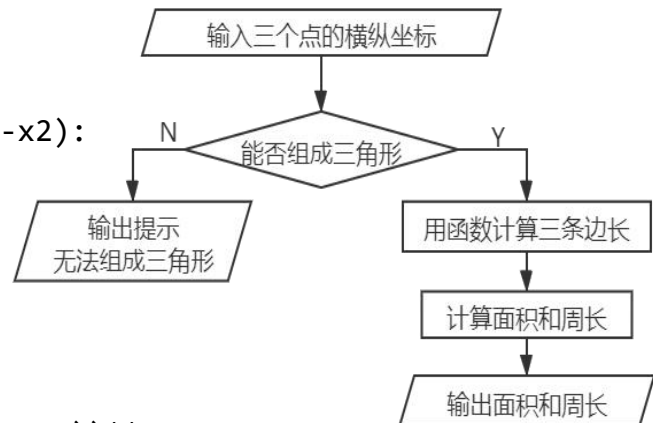 输入三个点的横纵坐标
-x2):
N
能否组成三角形
Y
输出提示
无法组成三角形
用函数计算三条边长
计算面积和周长
输出面积和周长